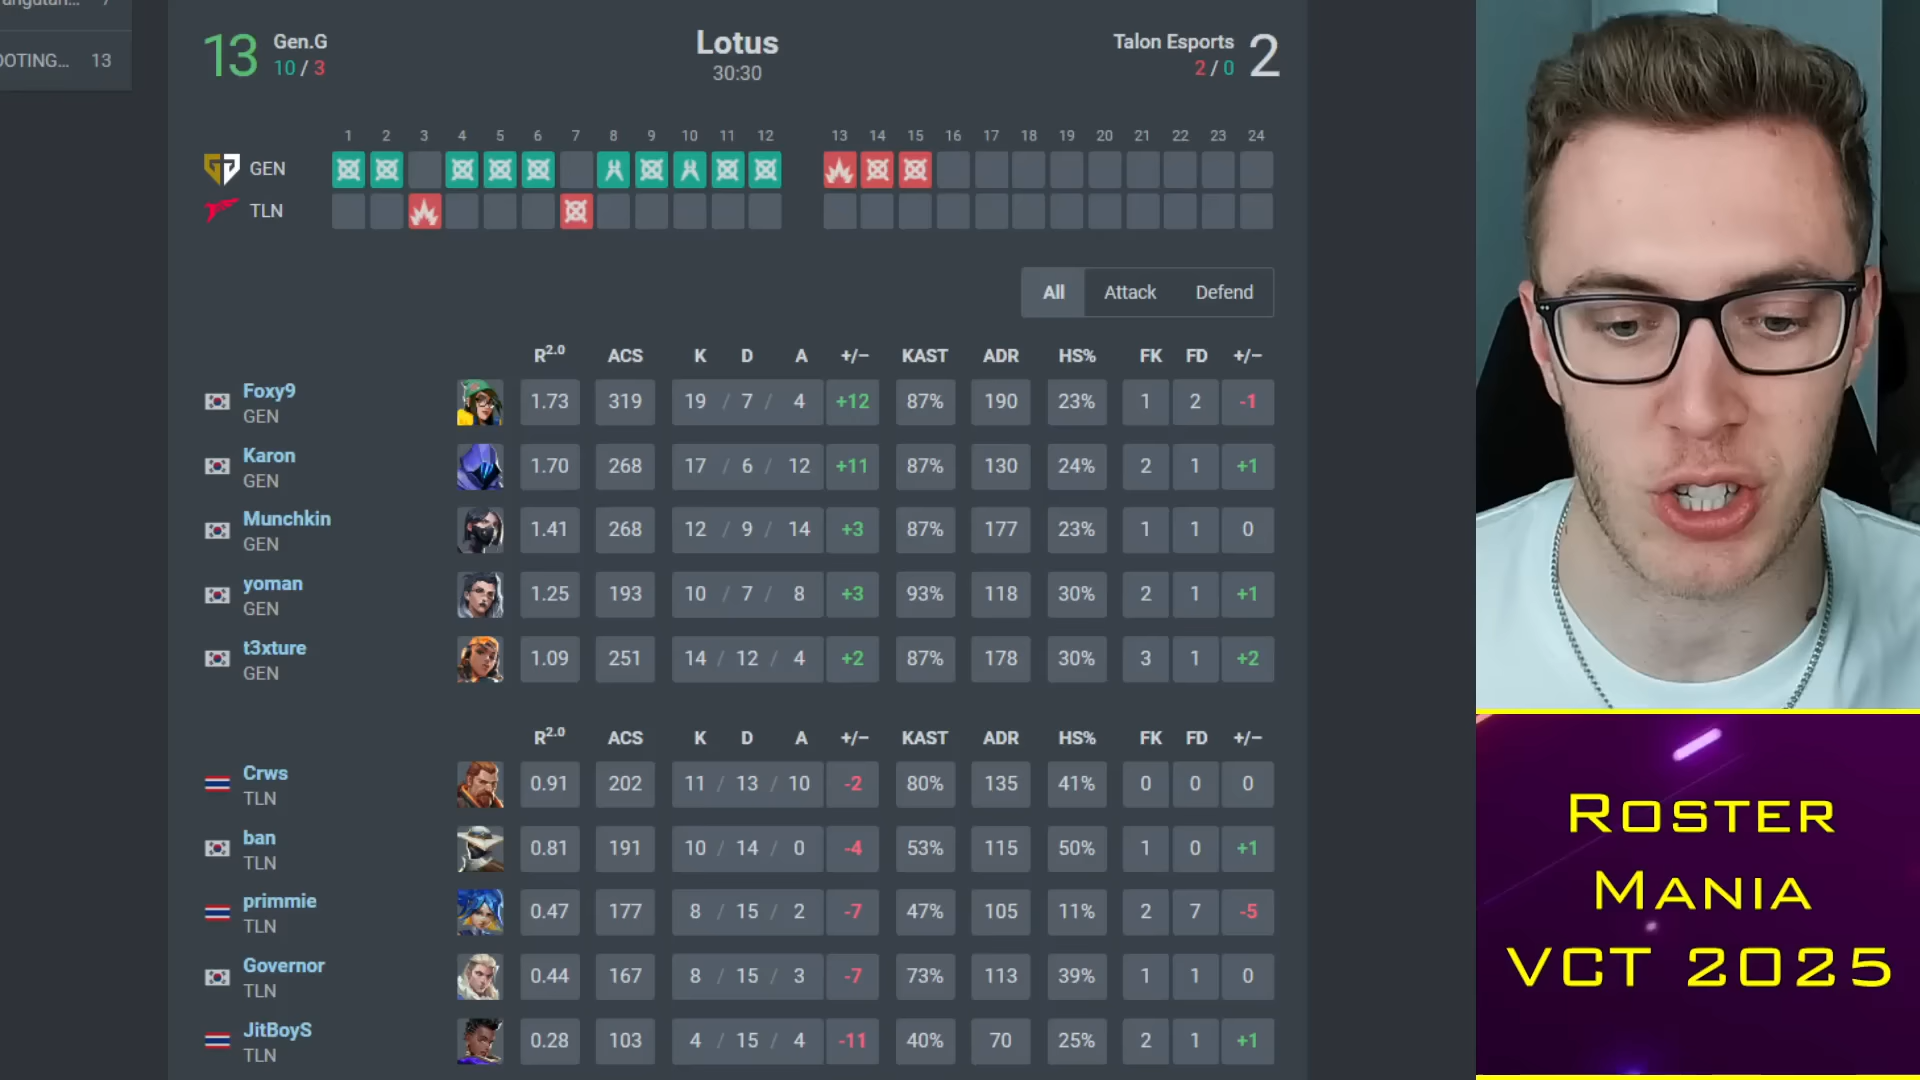 7
OOTING... 13
13 Gen.G 10 / 3
Lotus
30:30
Talon Esports 2 / 0 2
1 2 3 4 5 6 7 8 9 10 11 12 13 14 15 16 17 18 19 20 21 22 23 24
GEN
TLN
All Attack Defend
R2.0 ACS K D A +/− KAST ADR HS% FK FD +/−
Foxy9 GEN 1.73 319 19 / 7 / 4 +12 87% 190 23% 1 2 -1
Karon GEN 1.70 268 17 / 6 / 12 +11 87% 130 24% 2 1 +1
Munchkin GEN 1.41 268 12 / 9 / 14 +3 87% 177 23% 1 1 0
yoman GEN 1.25 193 10 / 7 / 8 +3 93% 118 30% 2 1 +1
t3xture GEN 1.09 251 14 / 12 / 4 +2 87% 178 30% 3 1 +2
R2.0 ACS K D A +/− KAST ADR HS% FK FD +/−
Crws TLN 0.91 202 11 / 13 / 10 -2 80% 135 41% 0 0 0
ban TLN 0.81 191 10 / 14 / 0 -4 53% 115 50% 1 0 +1
primmie TLN 0.47 177 8 / 15 / 2 -7 47% 105 11% 2 7 -5
Governor TLN 0.44 167 8 / 15 / 3 -7 73% 113 39% 1 1 0
JitBoyS TLN 0.28 103 4 / 15 / 4 -11 40% 70 25% 2 1 +1
Roster
Mania
VCT 2025